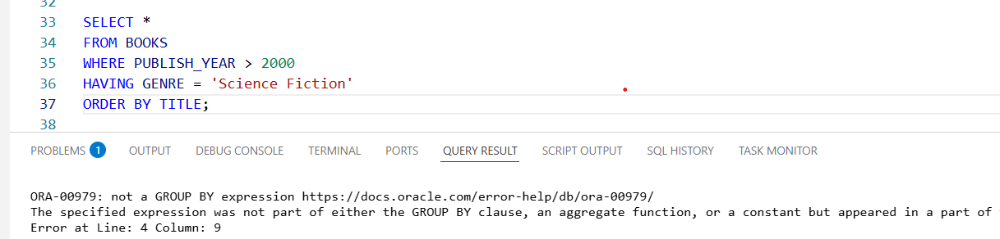 32
33 SELECT *
34 FROM BOOKS
35 WHERE PUBLISH_YEAR > 2000
36 HAVING GENRE = 'Science Fiction'
37 ORDER BY TITLE;
38
PROBLEMS 1 OUTPUT DEBUG CONSOLE TERMINAL PORTS QUERY RESULT SCRIPT OUTPUT SQL HISTORY TASK MONITOR
ORA-00979: not a GROUP BY expression https://docs.oracle.com/error-help/db/ora-00979/
The specified expression was not part of either the GROUP BY clause, an aggregate function, or a constant but appeared in a part of
Error at Line: 4 Column: 9